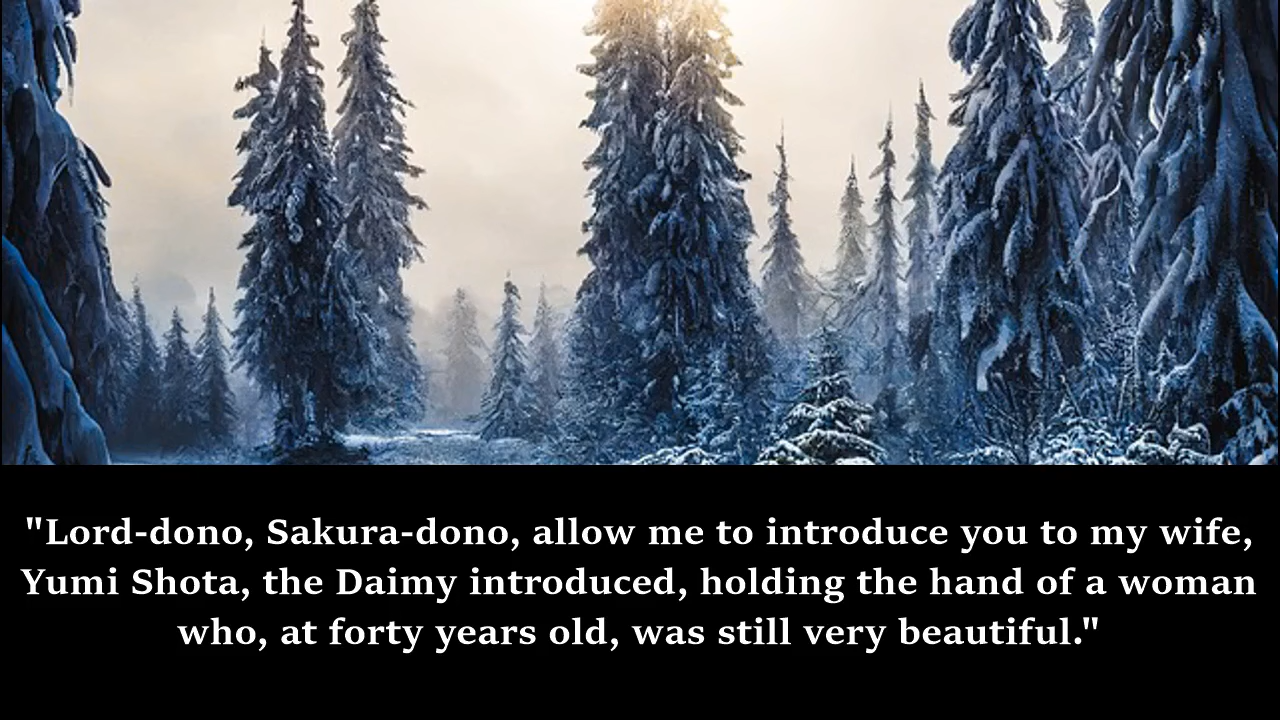 "Lord-dono, Sakura-dono, allow me to introduce you to my wife,
Yumi Shota, the Daimy introduced, holding the hand of a woman
who, at forty years old, was still very beautiful."